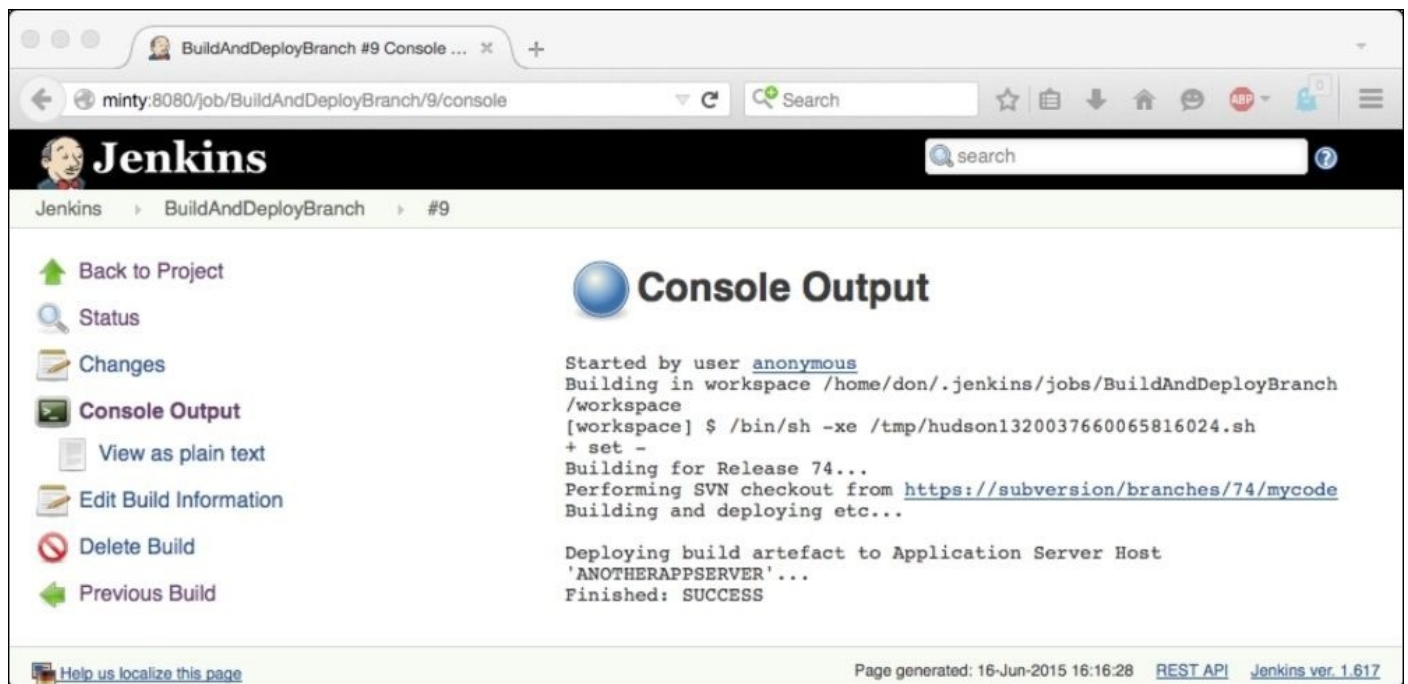 BuildAndDeployBranch #9 Console ...
minty:8080/job/BuildAndDeployBranch/9/console
Search
ABP
0
Jenkins
search
Jenkins
BuildAndDeployBranch
#9
Back to Project
Status
Changes
Console Output
View as plain text
Edit Build Information
Delete Build
Previous Build
Console Output
Started by user anonymous
Building in workspace /home/don/.jenkins/jobs/BuildAndDeployBranch
/workspace
[workspace] $ /bin/sh -xe /tmp/hudson1320037660065816024.sh
+ set -
Building for Release 74...
Performing SVN checkout from https://subversion/branches/74/mycode
Building and deploying etc...
Deploying build artefact to Application Server Host
'ANOTHERAPPSERVER'...
Finished: SUCCESS
Help us localize this page
Page generated: 16-Jun-2015 16:16:28
REST API
Jenkins ver. 1.617